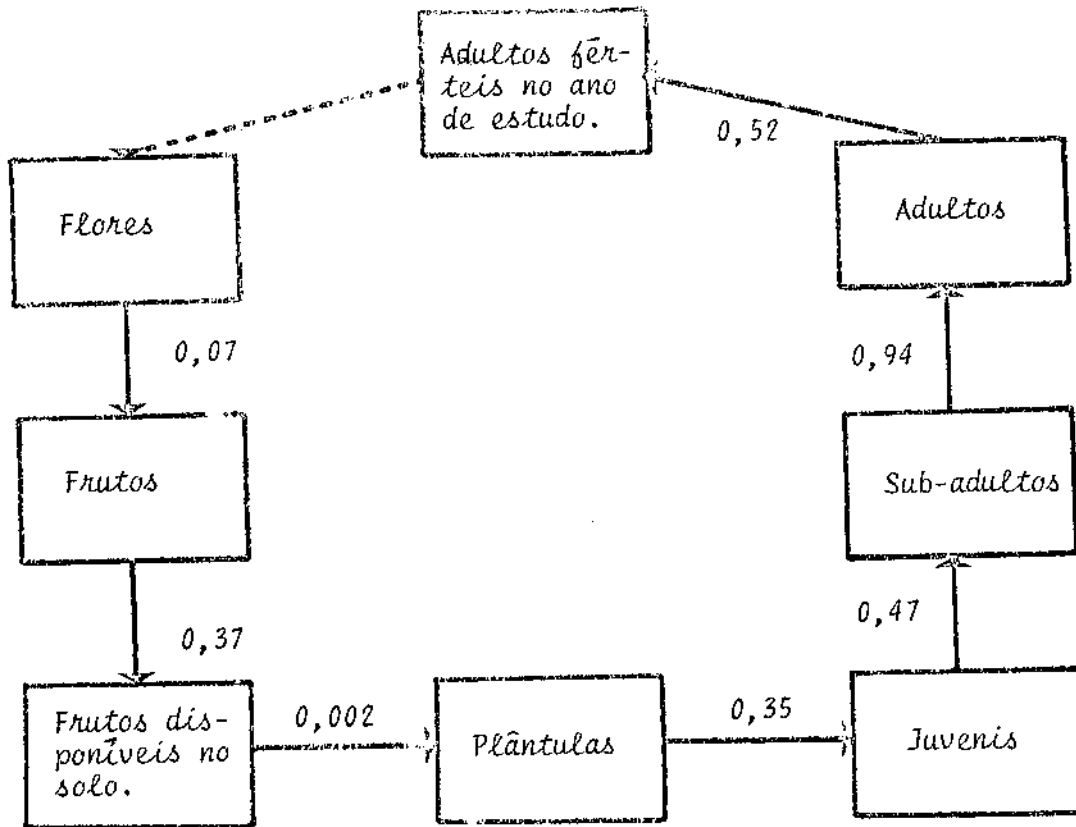 Adultos fér-
teis no ano
de estudo.
0,52
Flores
Adultos
0,07
0,94
Frutos
Sub-adultos
0,37
0,47
Frutos dis-
poníveis no
solo.
0,002
Plântulas
0,35
Juvenis